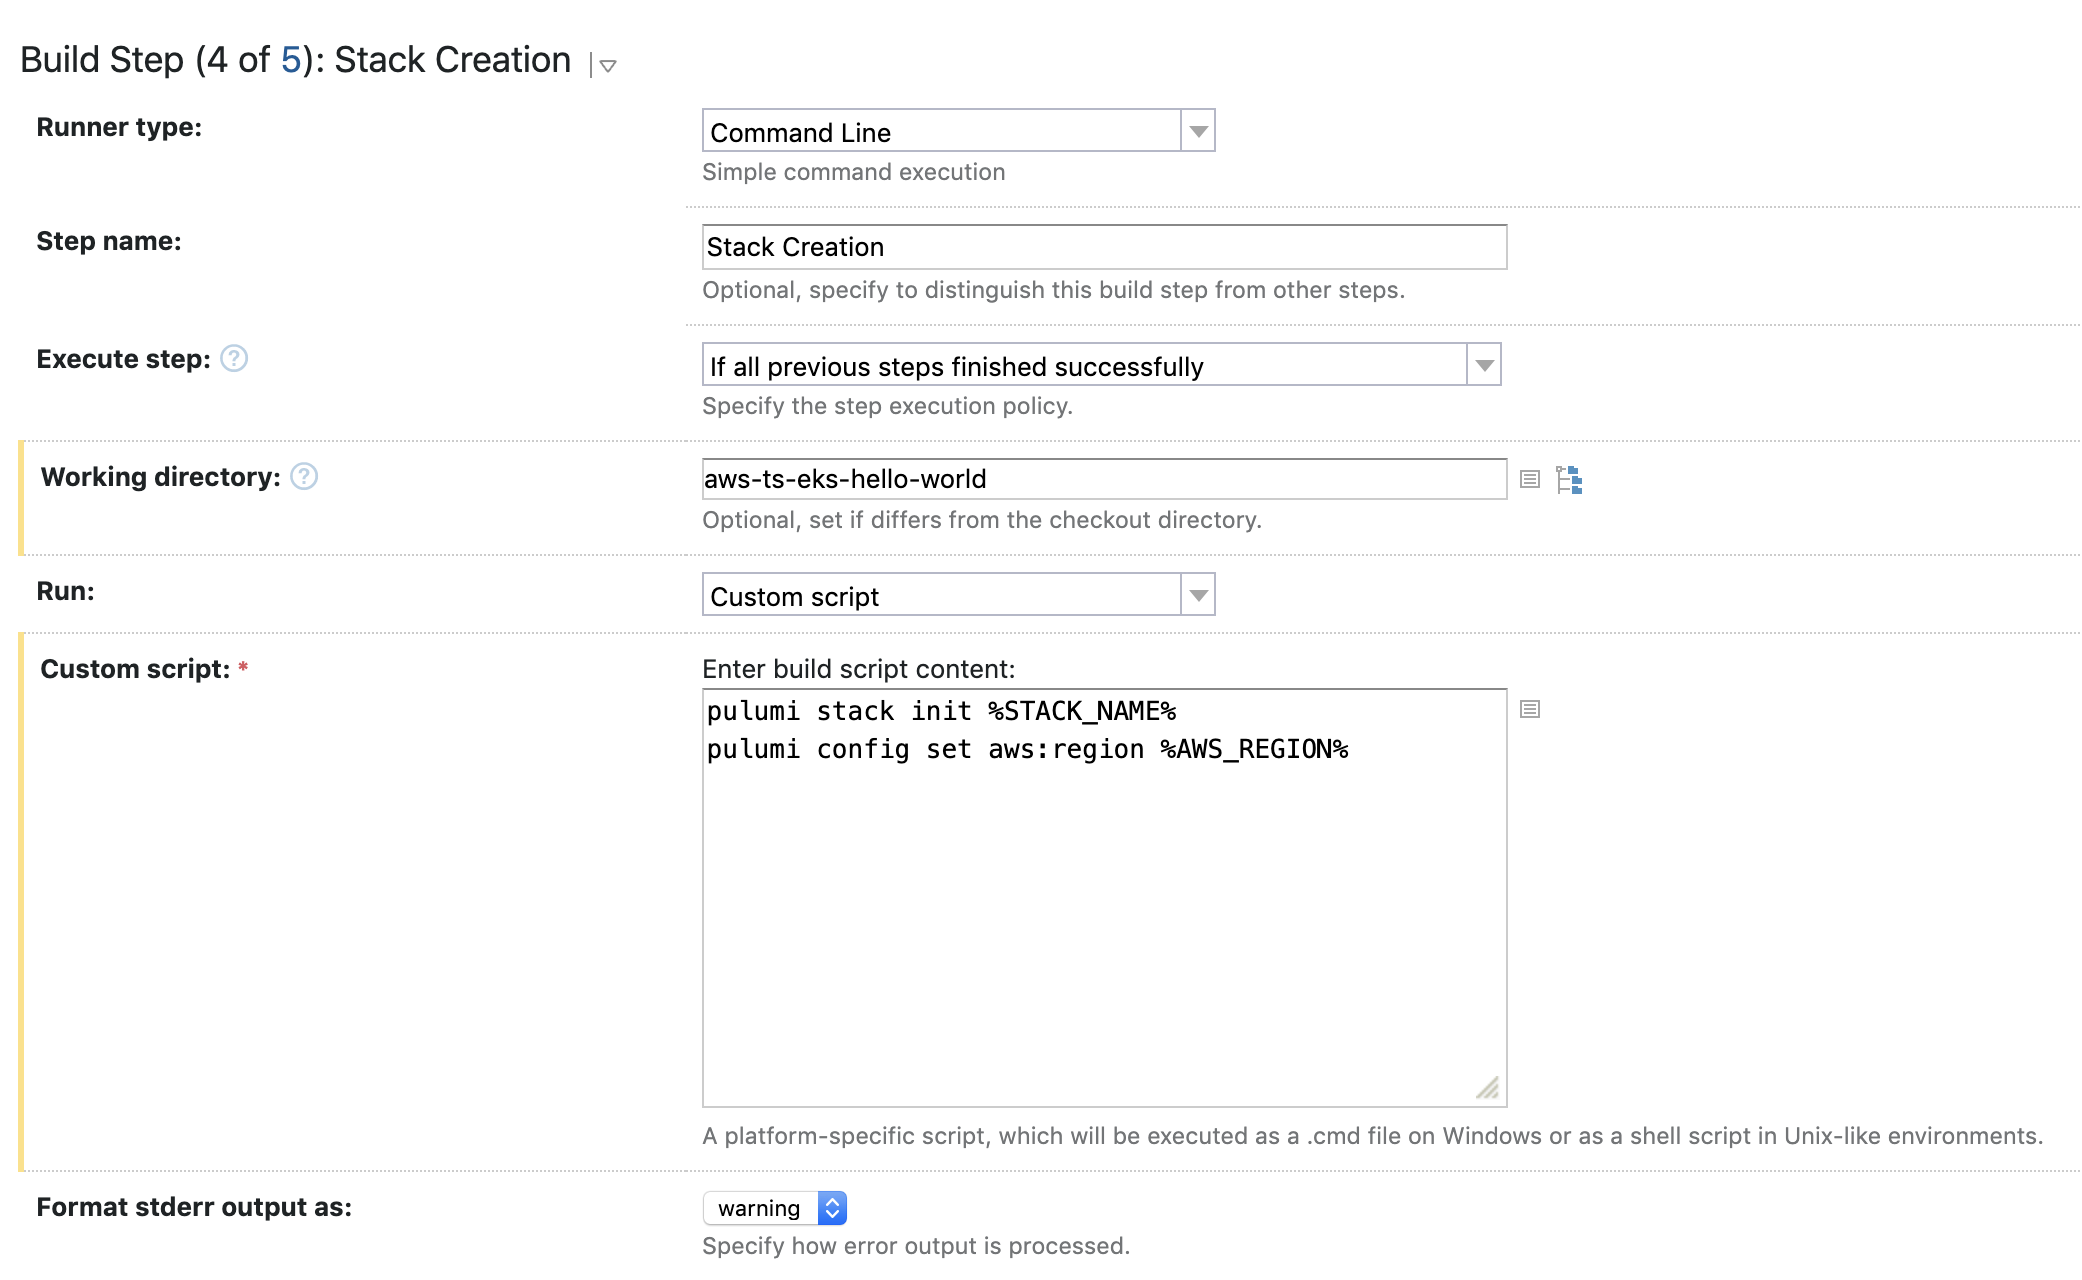 Build Step (4 of 5): Stack Creation
Runner type:
Command Line
Simple command execution
Step name:
Stack Creation
Optional, specify to distinguish this build step from other steps.
Execute step:
If all previous steps finished successfully
Specify the step execution policy.
Working directory:
aws-ts-eks-hello-world
Optional, set if differs from the checkout directory.
Run:
Custom script
Custom script: *
Enter build script content:
pulumi stack init %STACK_NAME%
pulumi config set aws:region %AWS_REGION%
A platform-specific script, which will be executed as a .cmd file on Windows or as a shell script in Unix-like environments.
Format stderr output as:
warning
Specify how error output is processed.